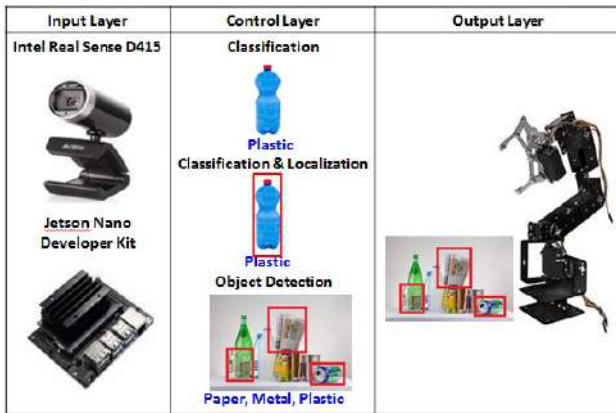 Input Layer
Control Layer
Output Layer
Intel Real Sense D415
Jetson Nano
Developer Kit
Classification
Plastic
Classification & Localization
Plastic
Object Detection
Paper, Metal, Plastic